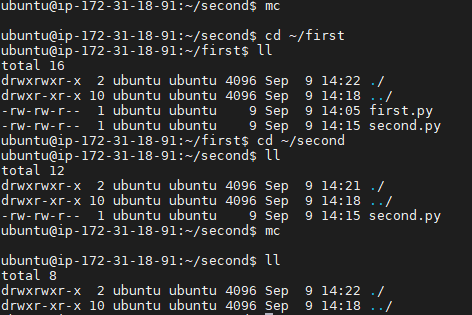 ubuntu@ip-172-31-18-91:~/second$ mc
ubuntu@ip-172-31-18-91:~/second$ cd ~/first
ubuntu@ip-172-31-18-91:~/first$ ll
total 16
drwxrwxr-x  2 ubuntu ubuntu 4096 Sep  9 14:22 ./
drwxr-xr-x 10 ubuntu ubuntu 4096 Sep  9 14:18 ../
-rw-rw-r--  1 ubuntu ubuntu    9 Sep  9 14:05 first.py
-rw-rw-r--  1 ubuntu ubuntu    9 Sep  9 14:15 second.py
ubuntu@ip-172-31-18-91:~/first$ cd ~/second
ubuntu@ip-172-31-18-91:~/second$ ll
total 12
drwxrwxr-x  2 ubuntu ubuntu 4096 Sep  9 14:21 ./
drwxr-xr-x 10 ubuntu ubuntu 4096 Sep  9 14:18 ../
-rw-rw-r--  1 ubuntu ubuntu    9 Sep  9 14:15 second.py
ubuntu@ip-172-31-18-91:~/second$ mc
ubuntu@ip-172-31-18-91:~/second$ ll
total 8
drwxrwxr-x  2 ubuntu ubuntu 4096 Sep  9 14:22 ./
drwxr-xr-x 10 ubuntu ubuntu 4096 Sep  9 14:18 ../